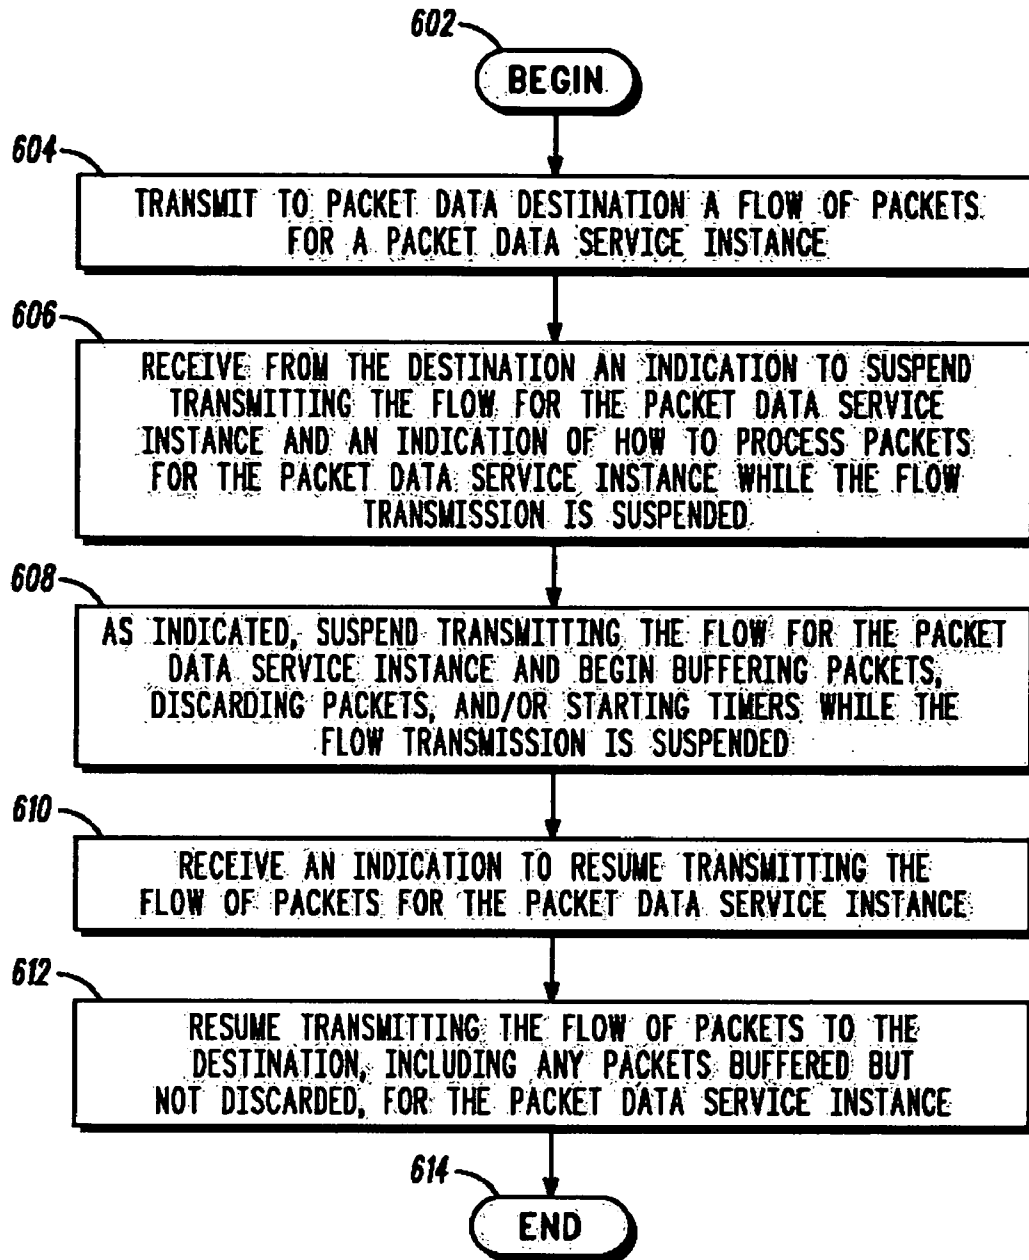 602
BEGIN
604
TRANSMIT TO PACKET DATA DESTINATION A FLOW OF PACKETS
FOR A PACKET DATA SERVICE INSTANCE
606
RECEIVE FROM THE DESTINATION AN INDICATION TO SUSPEND
TRANSMITTING THE FLOW FOR THE PACKET DATA SERVICE
INSTANCE AND AN INDICATION OF HOW TO PROCESS PACKETS
FOR THE PACKET DATA SERVICE INSTANCE WHILE THE FLOW
TRANSMISSION IS SUSPENDED
608
AS INDICATED, SUSPEND TRANSMITTING THE FLOW FOR THE PACKET
DATA SERVICE INSTANCE AND BEGIN BUFFERING PACKETS,
DISCARDING PACKETS, AND/OR STARTING TIMERS WHILE THE
FLOW TRANSMISSION IS SUSPENDED
610
RECEIVE AN INDICATION TO RESUME TRANSMITTING THE
FLOW OF PACKETS FOR THE PACKET DATA SERVICE INSTANCE
612
RESUME TRANSMITTING THE FLOW OF PACKETS TO THE
DESTINATION, INCLUDING ANY PACKETS BUFFERED BUT
NOT DISCARDED, FOR THE PACKET DATA SERVICE INSTANCE
614
END